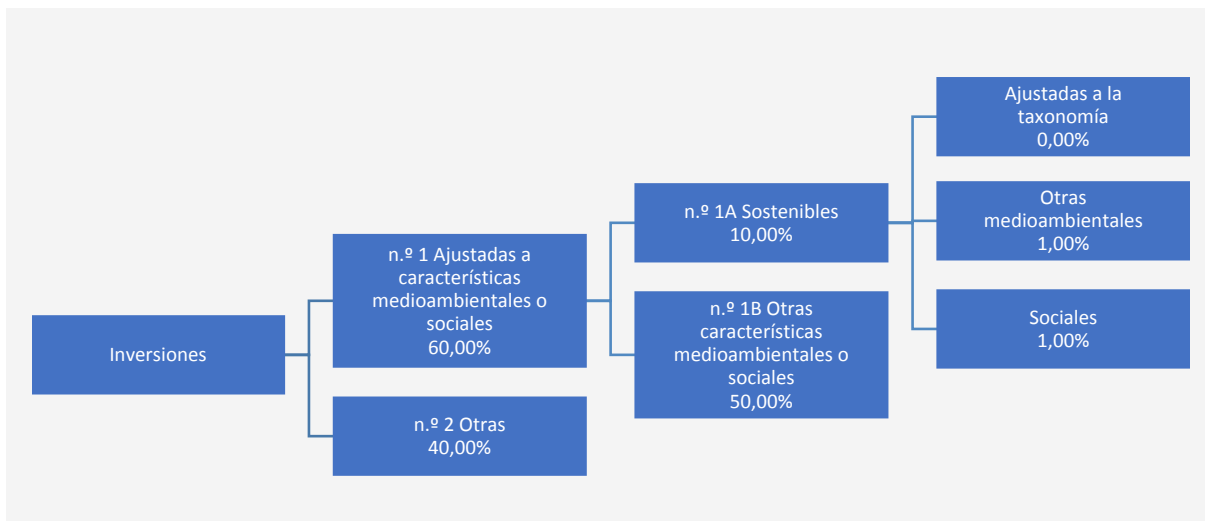 Inversiones
n.º 1 Ajustadas a
características
medioambientales o
sociales
60,00%
n.º 2 Otras
40,00%
n.º 1A Sostenibles
10,00%
n.º 1B Otras
características
medioambientales o
sociales
50,00%
Ajustadas a la
taxonomía
0,00%
Otras
medioambientales
1,00%
Sociales
1,00%